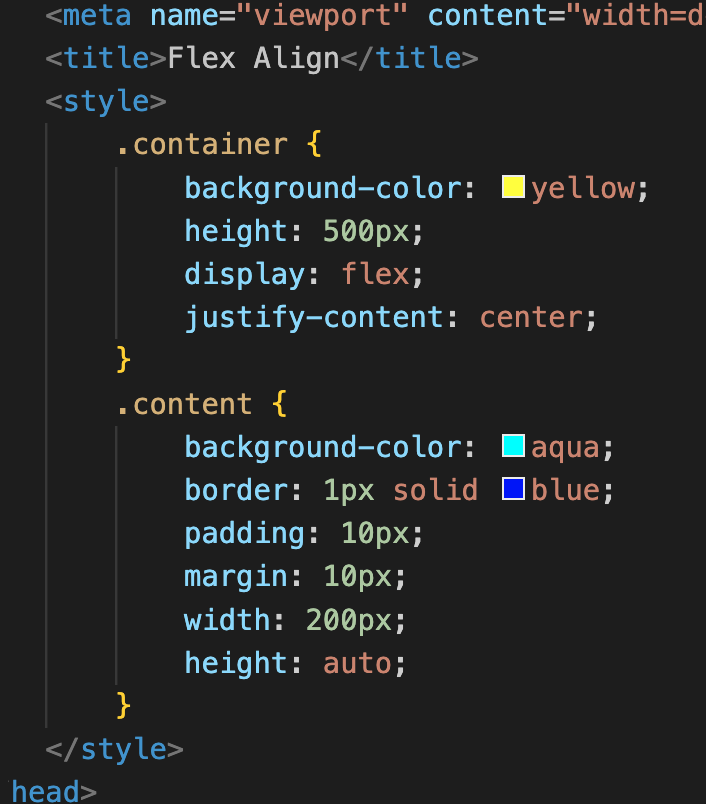 <meta name="viewport" content="width=d
<title>Flex Align</title>
<style>
.container {
background-color: yellow;
height: 500px;
display: flex;
justify-content: center;
}
.content {
background-color: aqua;
border: 1px solid blue;
padding: 10px;
margin: 10px;
width: 200px;
height: auto;
}
</style>
head>